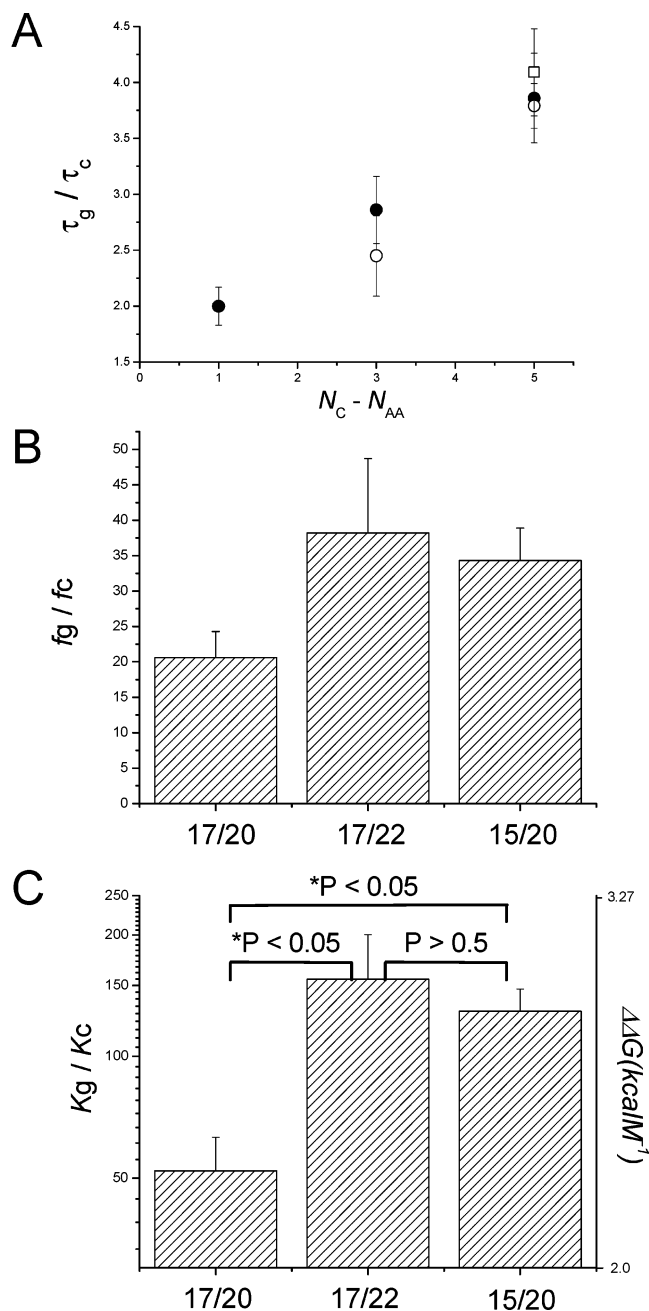 A
4.5
4.0
3.5
3.0
2.5
2.0
1.5
τg / τc
0 1 2 3 4 5
NC - NAA
B
50
45
40
35
30
25
20
15
10
5
0
fg / fc
17/20 17/22 15/20
C
250
200
150
100
50
Kg / Kc
*P < 0.05
*P < 0.05 P > 0.5
3.27
2.0
ΔΔG(kcalM-1)
17/20 17/22 15/20